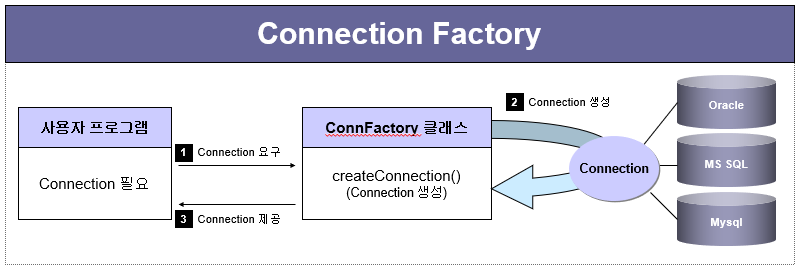 Connection Factory
사용자 프로그램
Connection 필요
1 Connection 요구
3 Connection 제공
ConnFactory 클래스
createConnection()
(Connection 생성)
2 Connection 생성
Connection
Oracle
MS SQL
Mysql